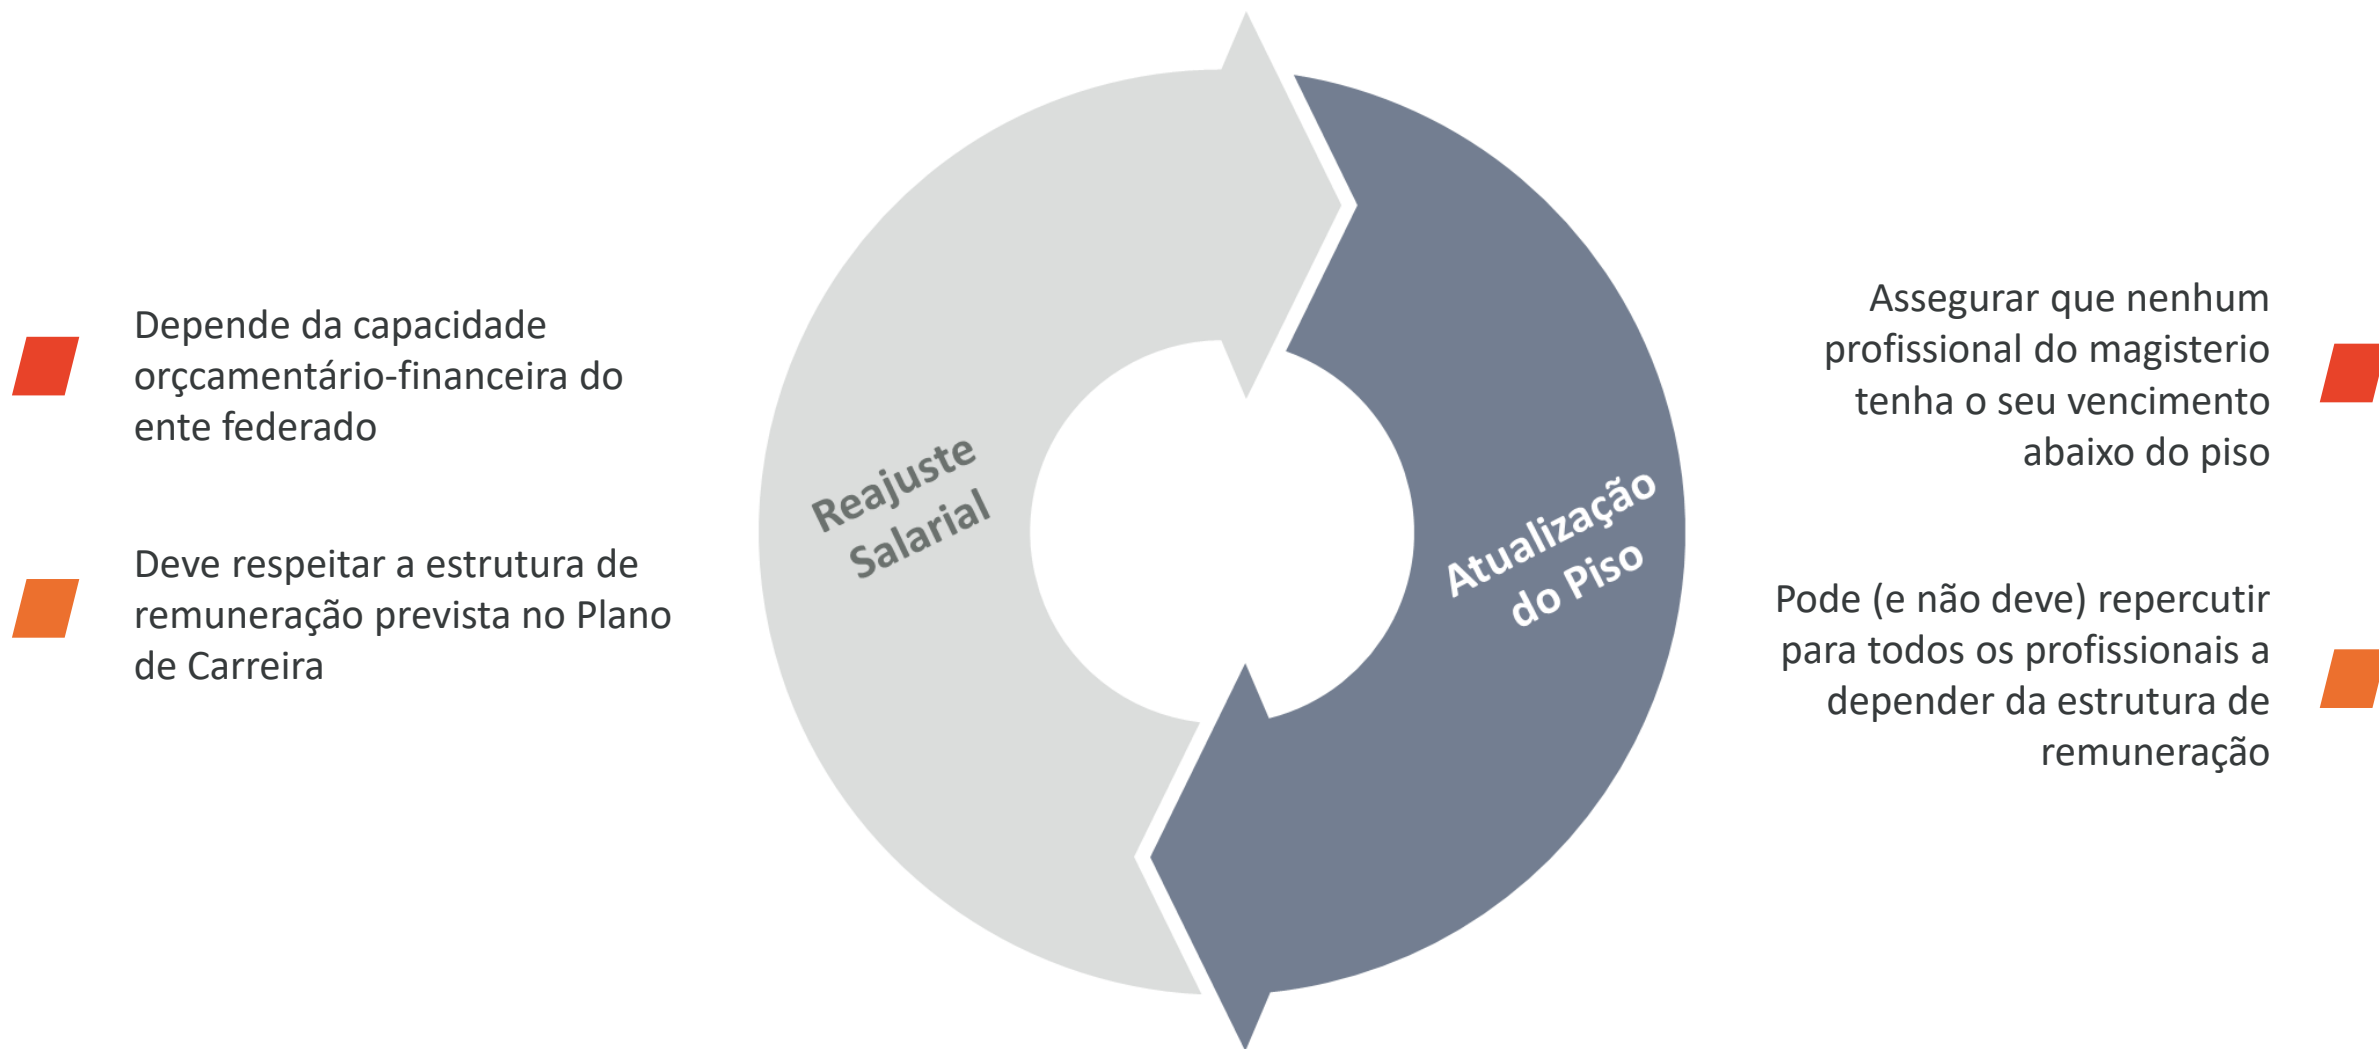 Depende da capacidade
orçcamentário-financeira do
ente federado
Deve respeitar a estrutura de
remuneração prevista no Plano
de Carreira
Reajuste
Salarial
Atualização
do Piso
Assegurar que nenhum
profissional do magisterio
tenha o seu vencimento
abaixo do piso
Pode (e não deve) repercutir
para todos os profissionais a
depender da estrutura de
remuneração